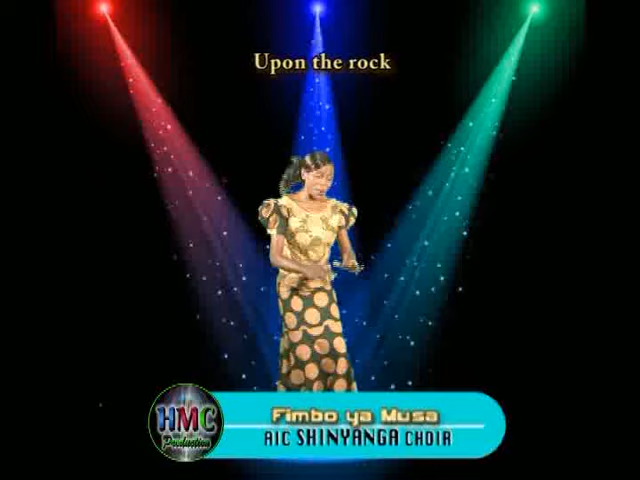 Upon the rock
HMC
Production
Fimbo ya Musa
AIC SHINYANGA CHOIR